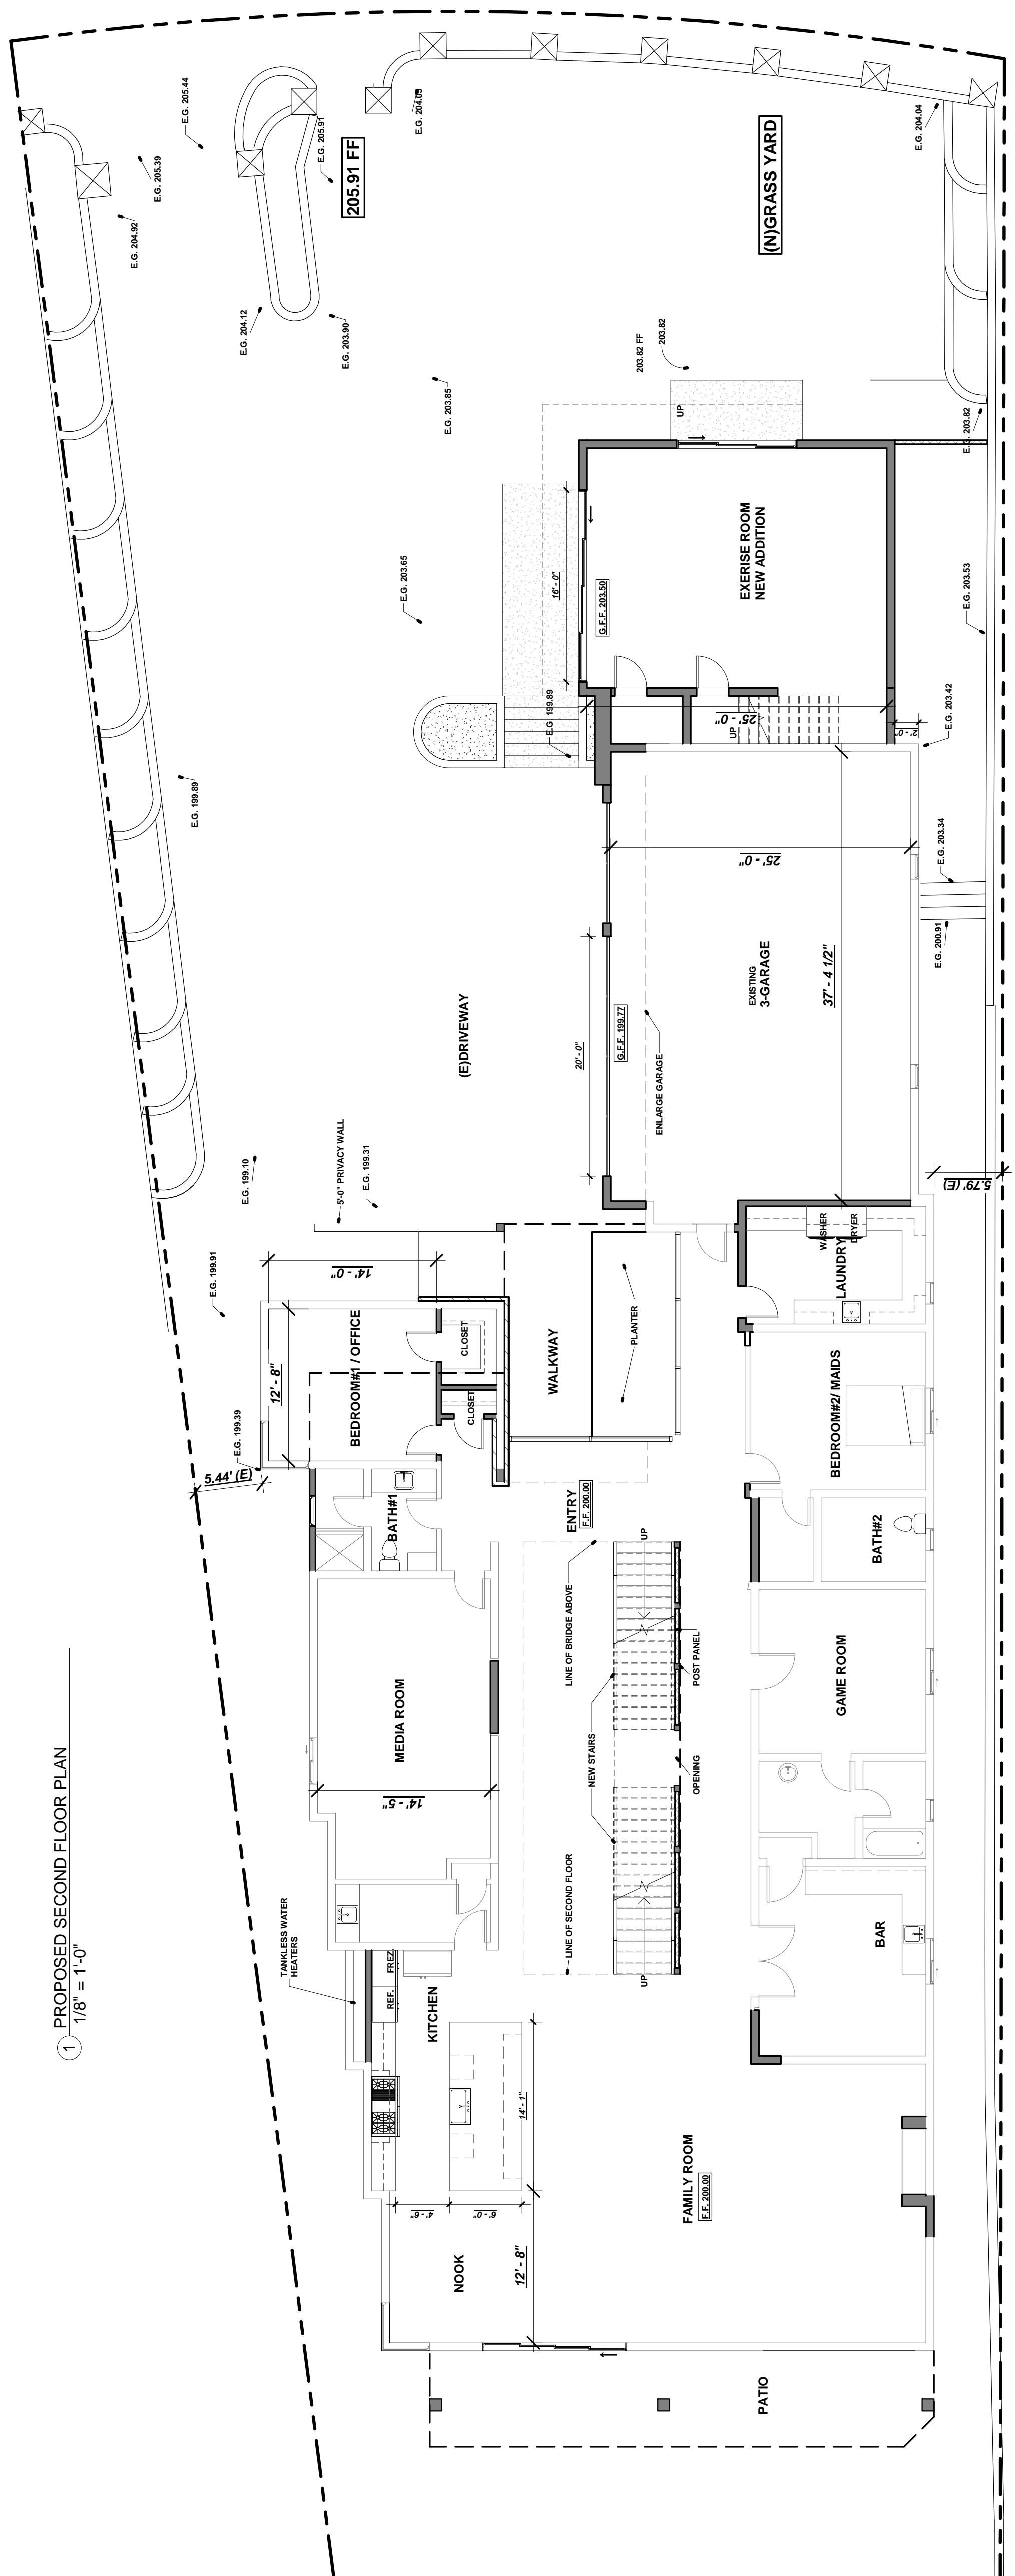 E.G. 205.44
E.G. 205.39
E.G. 204.92
E.G. 205.91
205.91 FF
E.G. 204.03
E.G. 204.04
(N)GRASS YARD
E.G. 204.12
E.G. 203.90
E.G. 203.85
203.82 FF
203.82
E.G. 203.82
UP
E.G. 203.65
16' - 0"
G.F.F. 203.50
EXERISE ROOM
NEW ADDITION
E.G. 203.53
E.G. 199.89
25' - 0"
UP
2' - 0"
E.G. 203.42
E.G. 199.89
25' - 0"
E.G. 203.34
E.G. 200.91
(E)DRIVEWAY
20' - 0"
G.F.F. 199.77
ENLARGE GARAGE
EXISTING
3-GARAGE
37' - 4 1/2"
5.79' (E)
E.G. 199.10
5'-0" PRIVACY WALL
E.G. 199.31
E.G. 199.91
14' - 0"
12' - 8"
BEDROOM#1 / OFFICE
CLOSET
CLOSET
WALKWAY
PLANTER
WASHER
DRYER
LAUNDRY
BEDROOM#2/ MAIDS
E.G. 199.39
5.44' (E)
BATH#1
ENTRY
F.F. 200.00
BATH#2
LINE OF BRIDGE ABOVE
UP
POST PANEL
MEDIA ROOM
14' - 5"
NEW STAIRS
OPENING
GAME ROOM
LINE OF SECOND FLOOR
UP
BAR
TANKLESS WATER
HEATERS
FREZ.
REF.
KITCHEN
14' - 1"
4' - 6"
6' - 0"
NOOK
12' - 8"
FAMILY ROOM
F.F. 200.00
PATIO
1
PROPOSED SECOND FLOOR PLAN
1/8" = 1'-0"